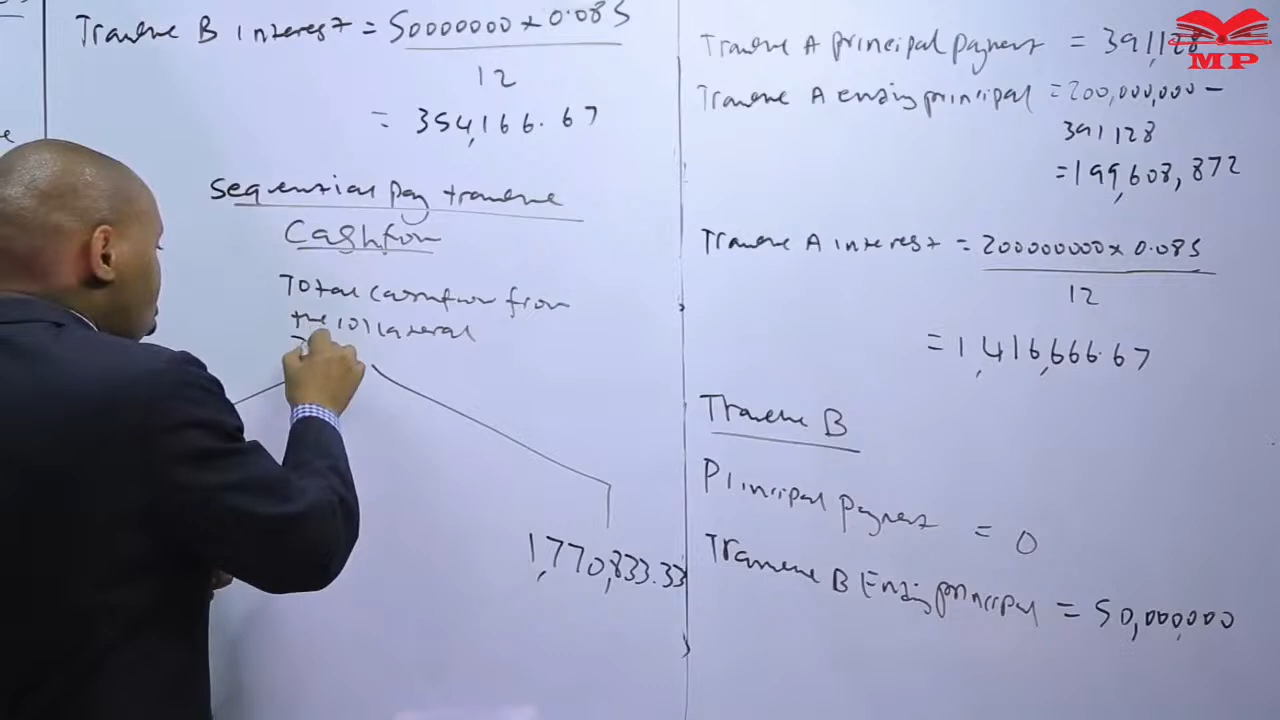 Tranche B interest = 50000000 x 0.085
12
= 354,166.67
Sequential pay tranche
Cashflow
Total cashflow from
the collateral
1,770,833.33
Tranche A principal payment = 391,128
Tranche A ending principal = 200,000,000 -
391128
= 199,608,872
Tranche A interest = 200000000 x 0.085
12
= 1,416,666.67
Tranche B
Principal payment = 0
Tranche B Ending principal = 50,000,000
MP